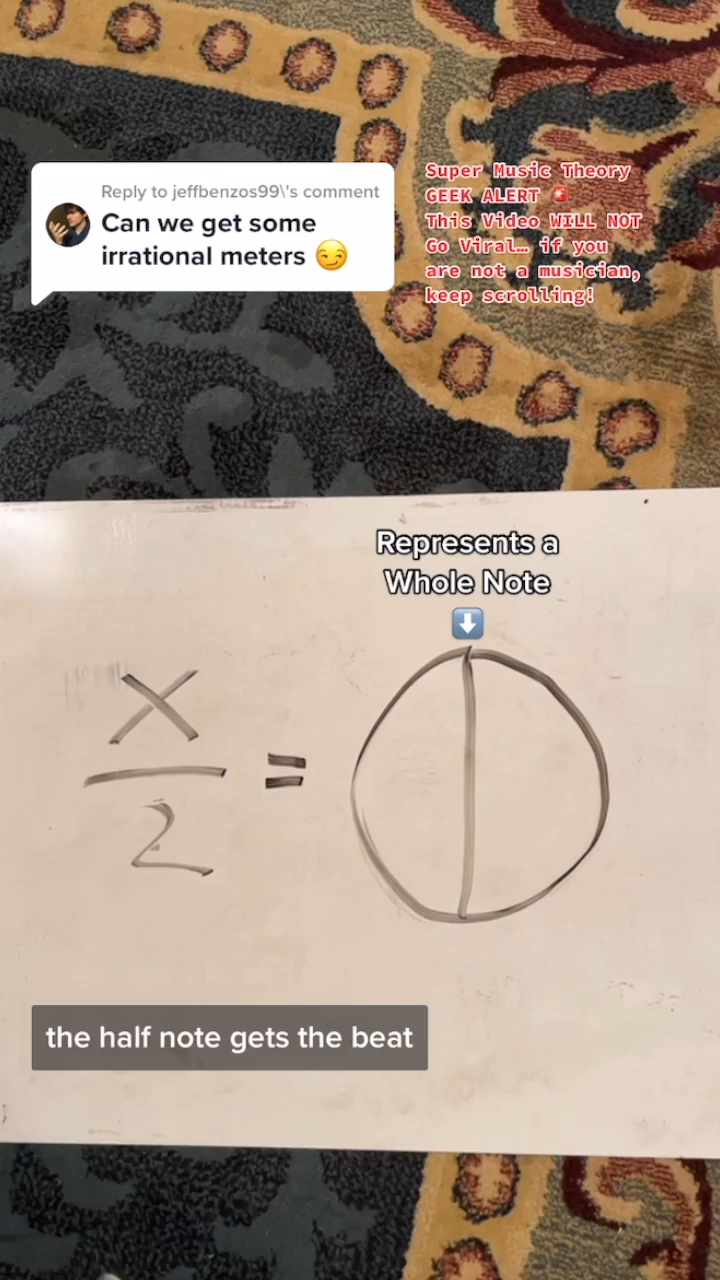 Reply to jeffbenzos99\'s comment
Can we get some
irrational meters 😏
Super Music Theory
GEEK ALERT 🚨
This Video WILL NOT
Go Viral… if you
are not a musician,
keep scrolling!
Represents a
Whole Note
⬇️
X
2
=
the half note gets the beat